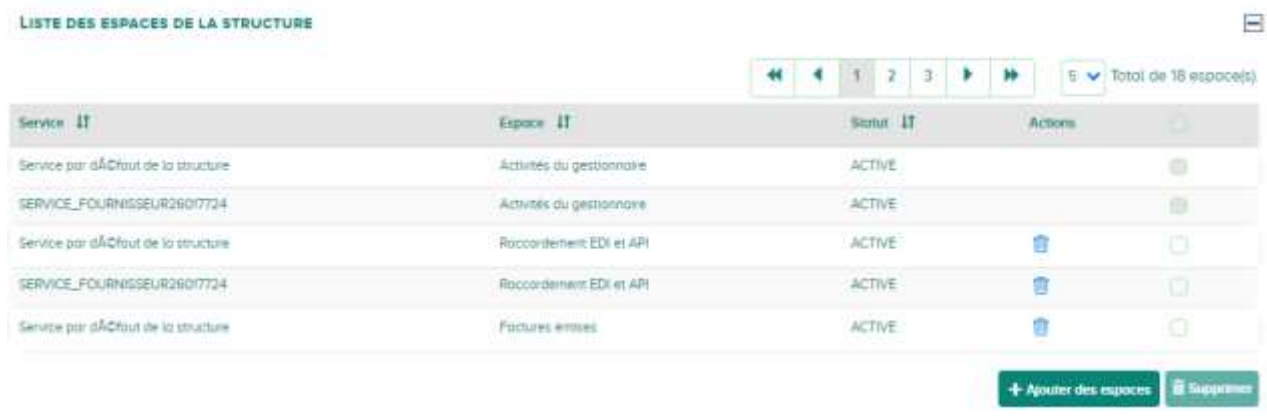 LISTE DES ESPACES DE LA STRUCTURE
1 2 3 5 Total de 18 espace(s)
Service Espace Statut Actions
Service par dÃ©faut de la structure Activités du gestionnaire ACTIVE
SERVICE_FOURNISSEUR26017724 Activités du gestionnaire ACTIVE
Service par dÃ©faut de la structure Raccordement EDI et API ACTIVE
SERVICE_FOURNISSEUR26017724 Raccordement EDI et API ACTIVE
Service par dÃ©faut de la structure Factures émises ACTIVE
+ Ajouter des espaces Supprimer